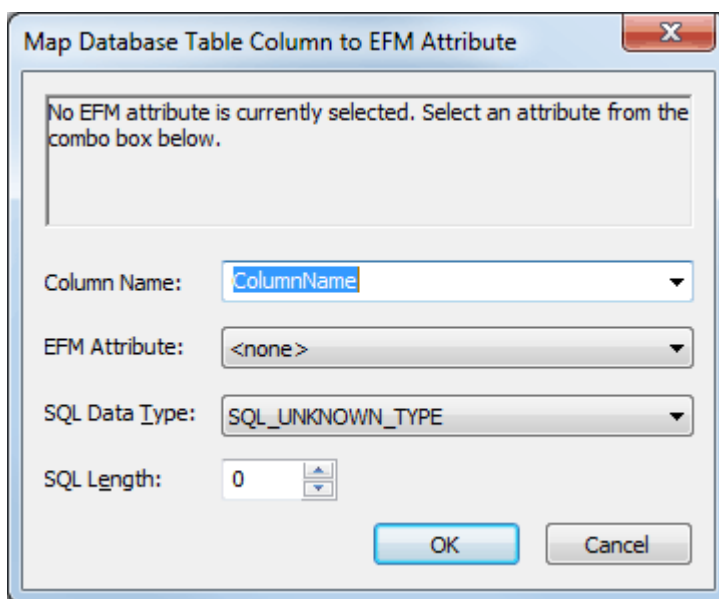 Map Database Table Column to EFM Attribute
No EFM attribute is currently selected. Select an attribute from the
combo box below.
Column Name: ColumnName
EFM Attribute: <none>
SQL Data Type: SQL_UNKNOWN_TYPE
SQL Length: 0
OK Cancel